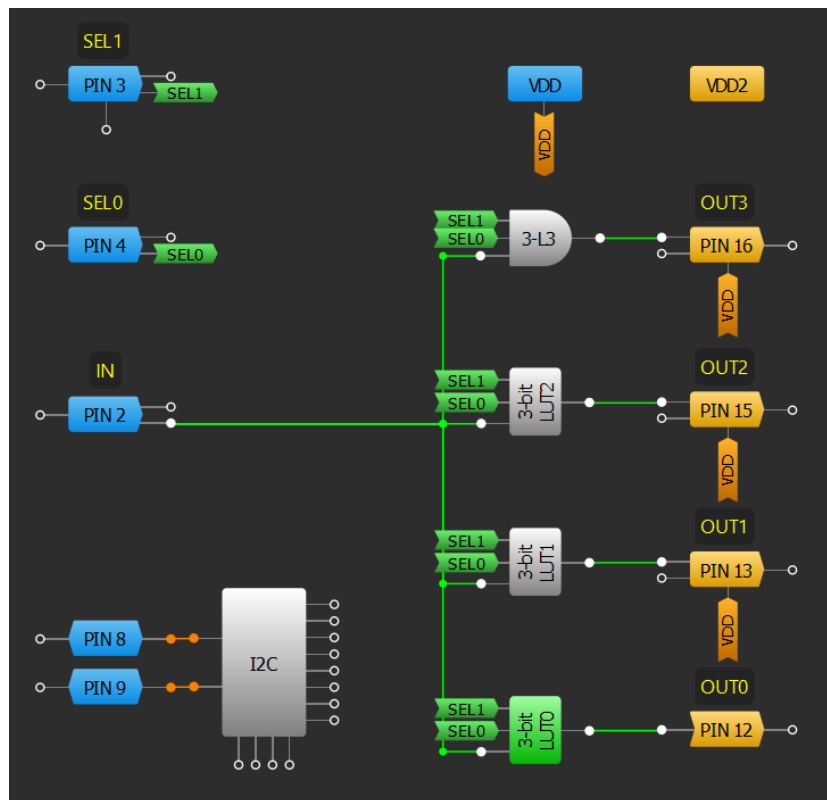 SEL1
PIN 3
SEL1
VDD
VDD
VDD2
SEL0
PIN 4
SEL0
SEL1
SEL0
3-L3
OUT3
PIN 16
VDD
IN
PIN 2
SEL1
SEL0
3-bit
LUT2
OUT2
PIN 15
VDD
SEL1
SEL0
3-bit
LUT1
OUT1
PIN 13
VDD
PIN 8
PIN 9
I2C
SEL1
SEL0
3-bit
LUT0
OUT0
PIN 12